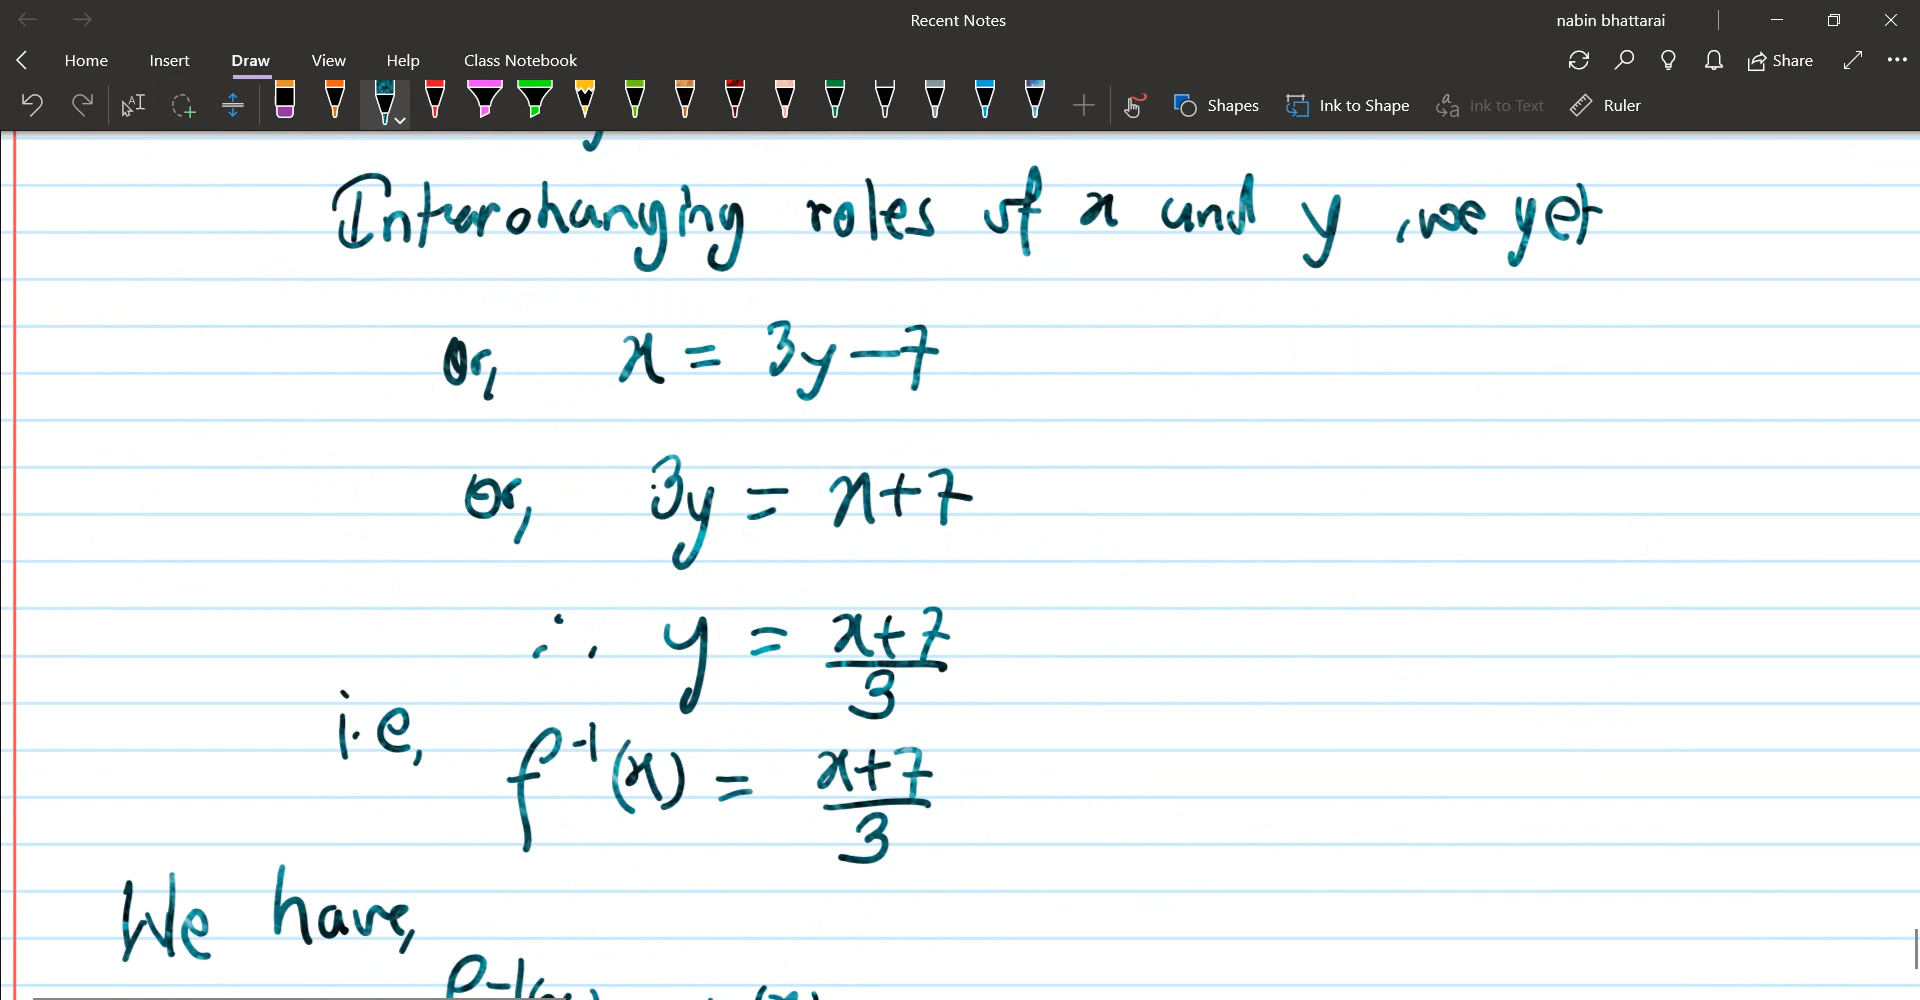 Recent Notes
nabin bhattarai
Home Insert Draw View Help Class Notebook
Share
Shapes Ink to Shape Ink to Text Ruler
Interchanging roles of x and y, we get
or, x = 3y-7
or, 3y = x+7
∴ y = x+7/3
i.e, f⁻¹(x) = x+7/3
We have,